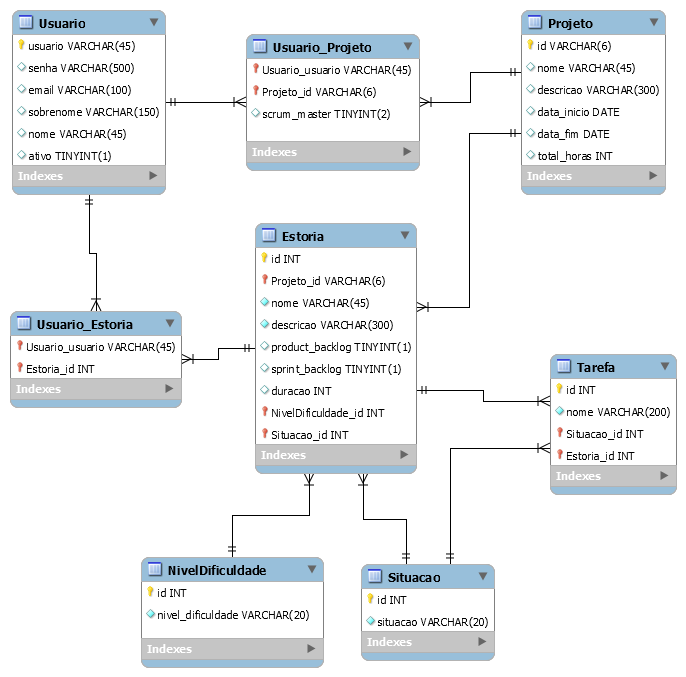 Usuario
usuario VARCHAR(45)
senha VARCHAR(500)
email VARCHAR(100)
sobrenome VARCHAR(150)
nome VARCHAR(45)
ativo TINYINT(1)
Indexes
Usuario_Projeto
Usuario_usuario VARCHAR(45)
Projeto_id VARCHAR(6)
scrum_master TINYINT(2)
Indexes
Projeto
id VARCHAR(6)
nome VARCHAR(45)
descricao VARCHAR(300)
data_inicio DATE
data_fim DATE
total_horas INT
Indexes
Estoria
id INT
Projeto_id VARCHAR(6)
nome VARCHAR(45)
descricao VARCHAR(300)
product_backlog TINYINT(1)
sprint_backlog TINYINT(1)
duracao INT
NivelDificuldade_id INT
Situacao_id INT
Indexes
Usuario_Estoria
Usuario_usuario VARCHAR(45)
Estoria_id INT
Indexes
Tarefa
id INT
nome VARCHAR(200)
Situacao_id INT
Estoria_id INT
Indexes
NivelDificuldade
id INT
nivel_dificuldade VARCHAR(20)
Indexes
Situacao
id INT
situacao VARCHAR(20)
Indexes